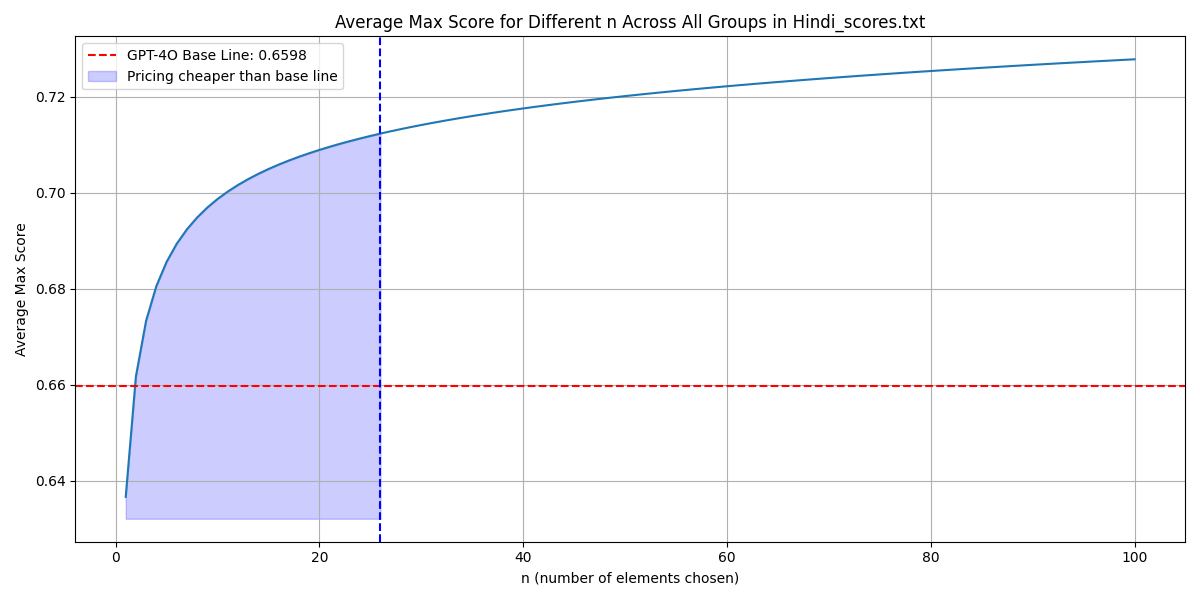 Average Max Score for Different n Across All Groups in Hindi_scores.txt
GPT-4O Base Line: 0.6598
Pricing cheaper than base line
Average Max Score
0.72
0.70
0.68
0.66
0.64
0 20 40 60 80 100
n (number of elements chosen)